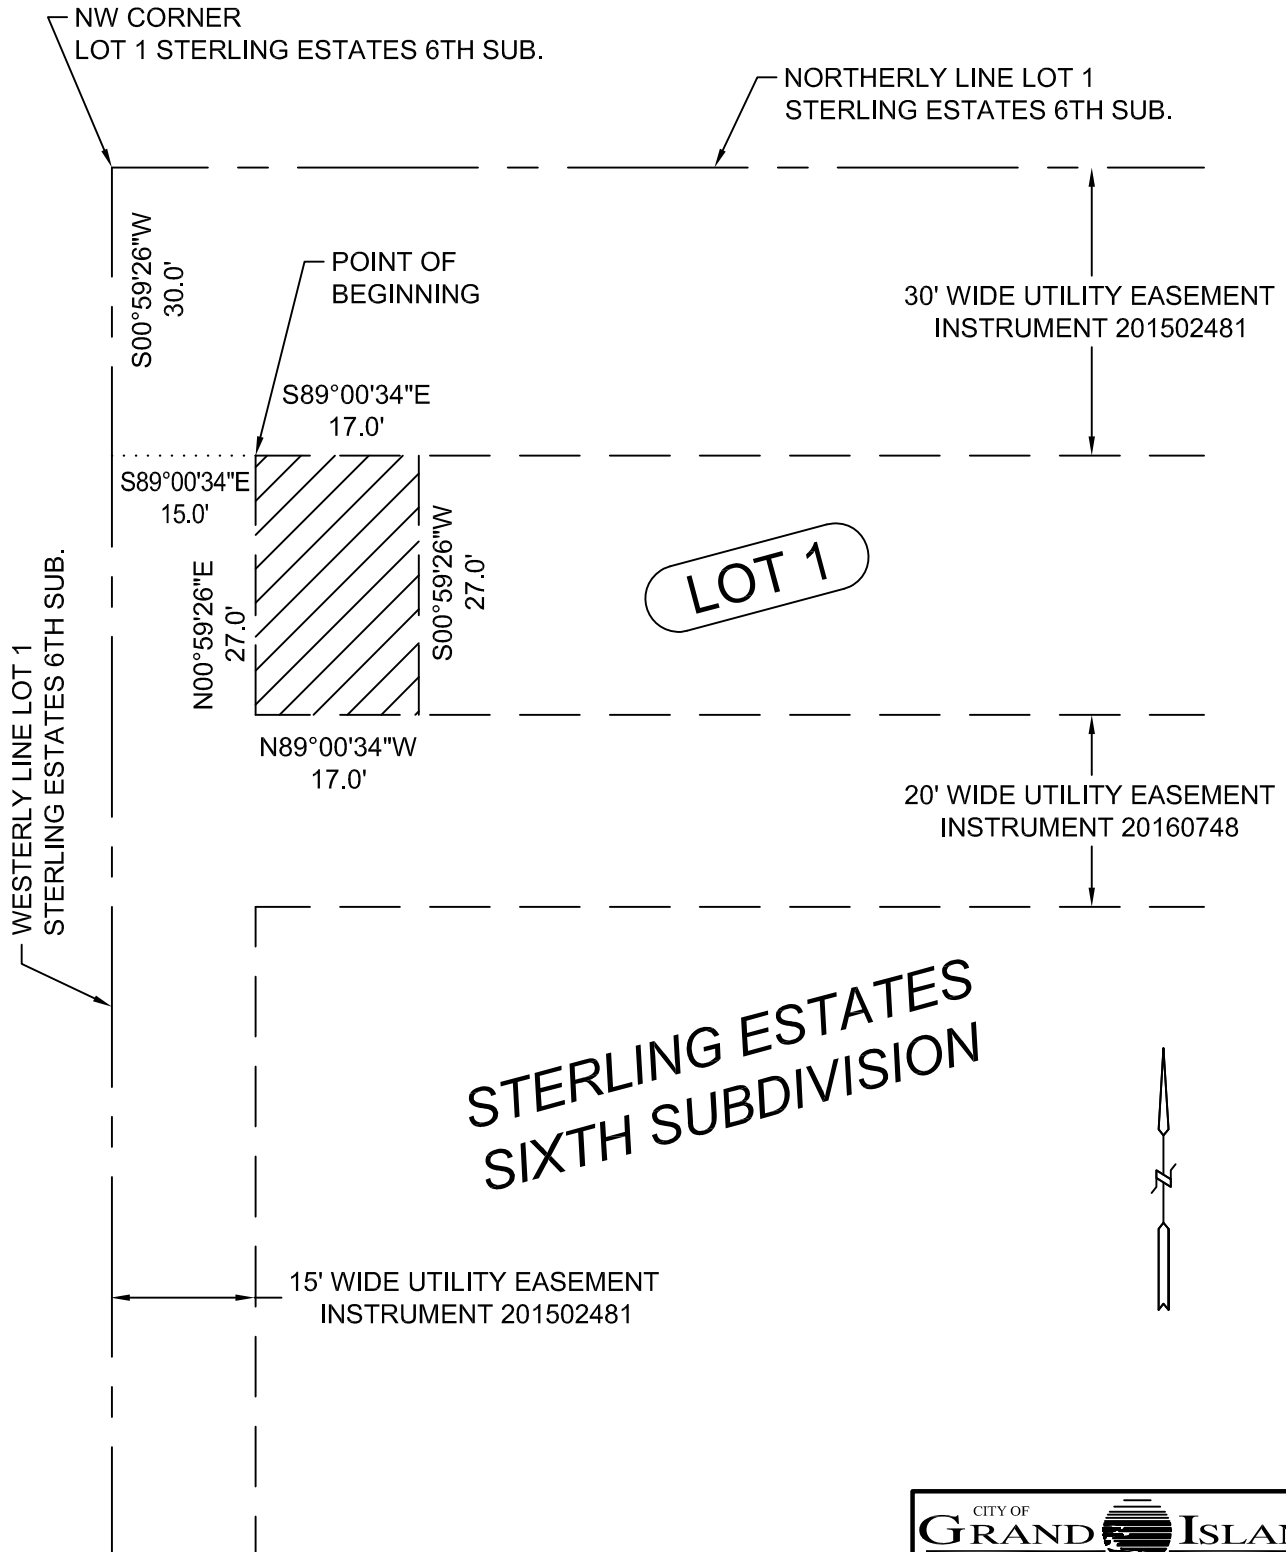 NW CORNER
LOT 1 STERLING ESTATES 6TH SUB.
NORTHERLY LINE LOT 1
STERLING ESTATES 6TH SUB.
S00°59'26"W
30.0'
POINT OF
BEGINNING
30' WIDE UTILITY EASEMENT
INSTRUMENT 201502481
S89°00'34"E
17.0'
S89°00'34"E
15.0'
N00°59'26"E
27.0'
S00°59'26"W
27.0'
LOT 1
WESTERLY LINE LOT 1
STERLING ESTATES 6TH SUB.
N89°00'34"W
17.0'
20' WIDE UTILITY EASEMENT
INSTRUMENT 20160748
STERLING ESTATES
SIXTH SUBDIVISION
15' WIDE UTILITY EASEMENT
INSTRUMENT 201502481
CITY OF
GRAND